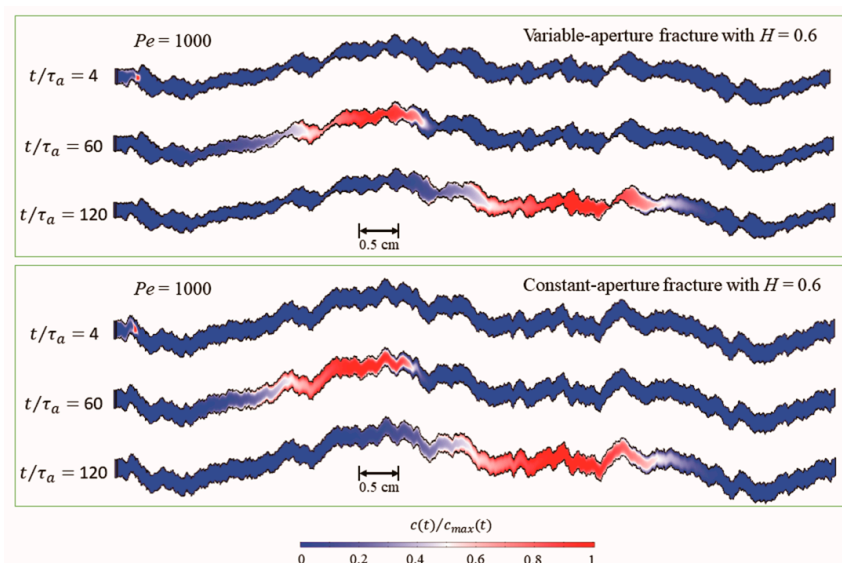 Pe = 1000
Variable-aperture fracture with H = 0.6
t/τₐ = 4
t/τₐ = 60
t/τₐ = 120
0.5 cm
Pe = 1000
Constant-aperture fracture with H = 0.6
t/τₐ = 4
t/τₐ = 60
t/τₐ = 120
0.5 cm
c(t)/c_max(t)
0 0.2 0.4 0.6 0.8 1